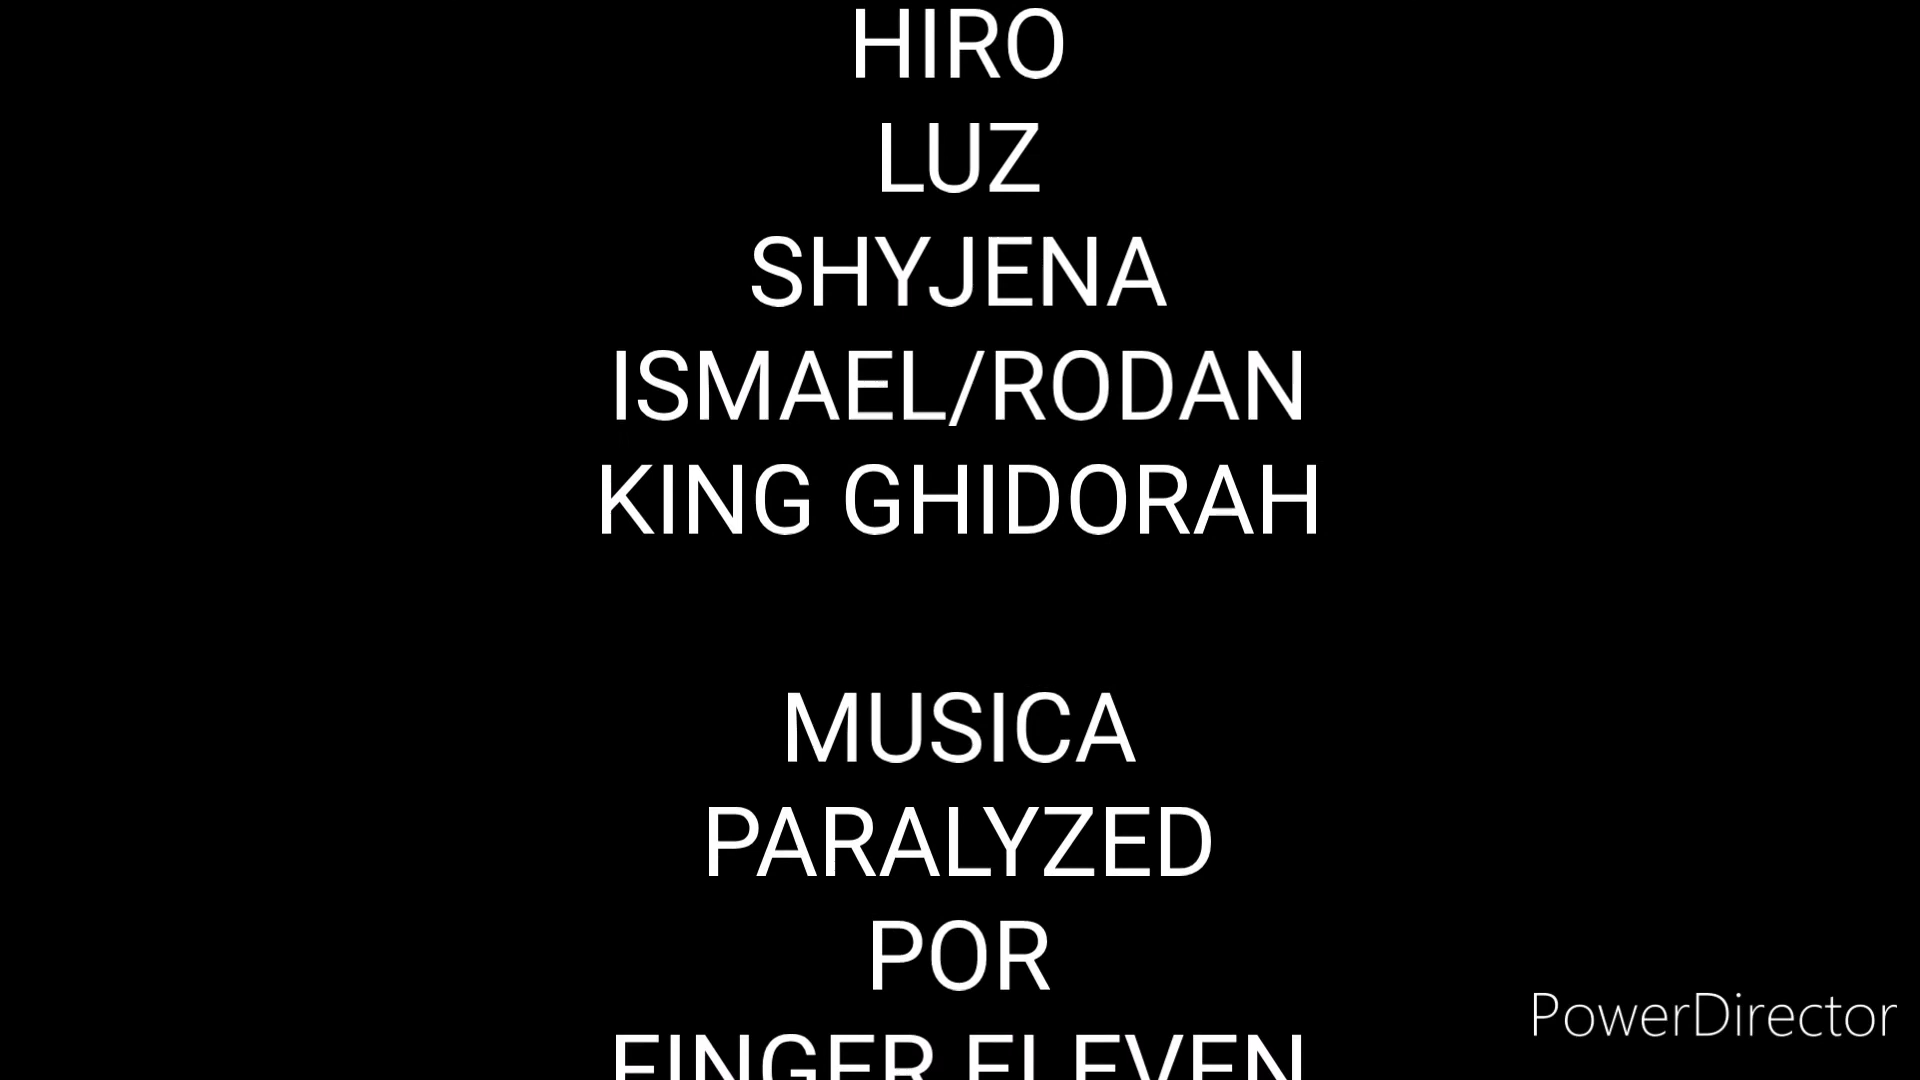 HIRO
LUZ
SHYJENA
ISMAEL/RODAN
KING GHIDORAH
MUSICA
PARALYZED
POR
FINGER ELEVEN
PowerDirector